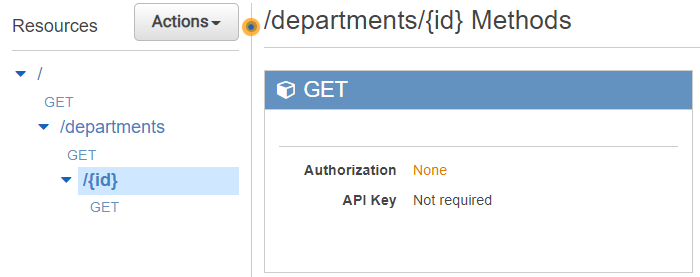 Resources
Actions
/
GET
/departments
GET
/{id}
GET
/departments/{id} Methods
GET
Authorization None
API Key Not required